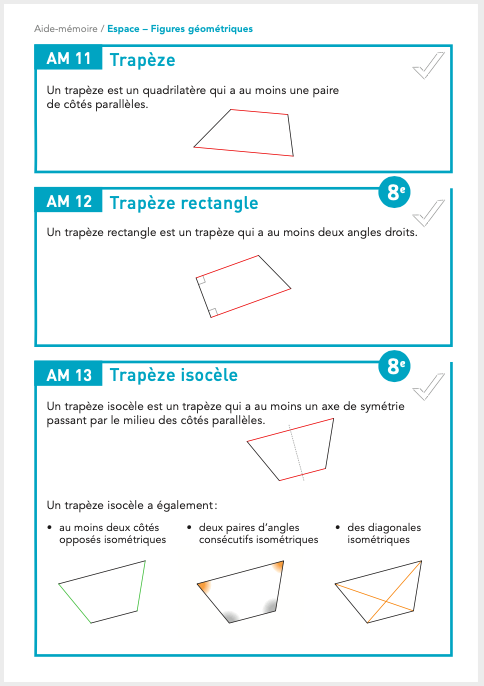 Aide-mémoire / Espace – Figures géométriques
AM 11 Trapèze
Un trapèze est un quadrilatère qui a au moins une paire
de côtés parallèles.
8e
AM 12 Trapèze rectangle
Un trapèze rectangle est un trapèze qui a au moins deux angles droits.
8e
AM 13 Trapèze isocèle
Un trapèze isocèle est un trapèze qui a au moins un axe de symétrie
passant par le milieu des côtés parallèles.
Un trapèze isocèle a également :
• au moins deux côtés
opposés isométriques
• deux paires d’angles
consécutifs isométriques
• des diagonales
isométriques